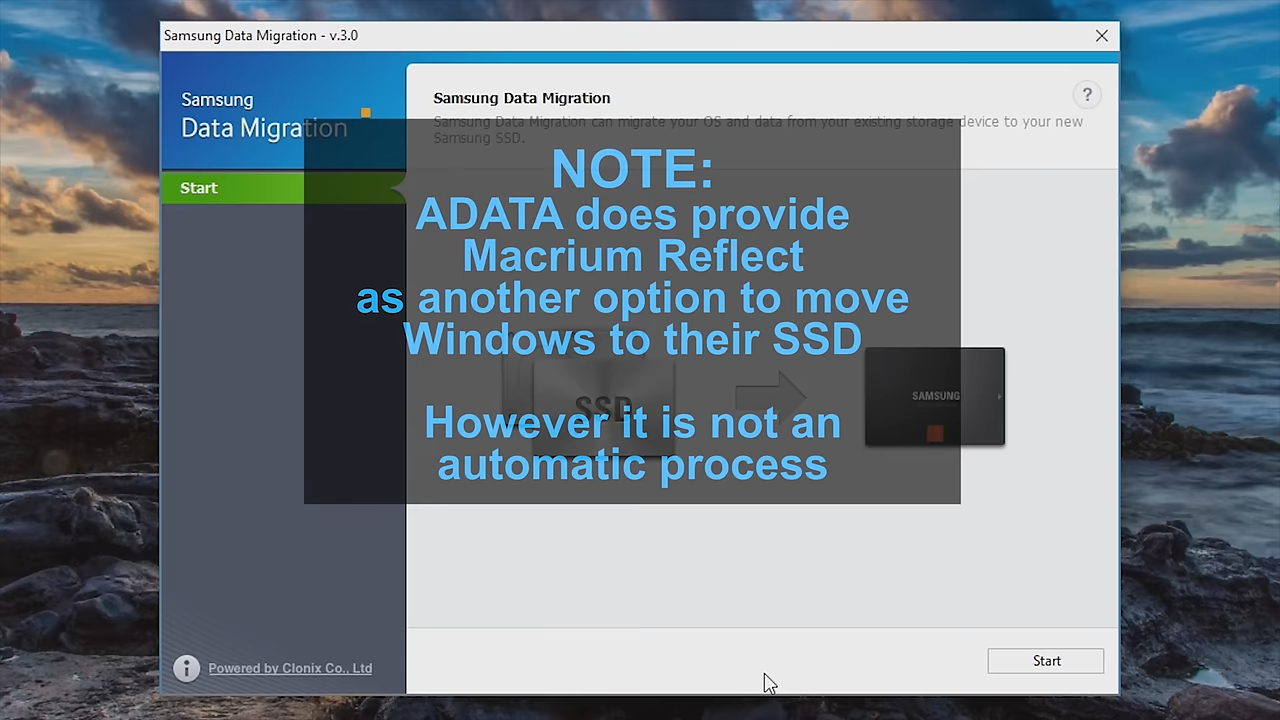 Samsung Data Migration - v.3.0
Samsung
Data Migration
Start
Samsung Data Migration
?
Samsung Data Migration can migrate your OS and data from your existing storage device to your new
Samsung SSD.
NOTE:
ADATA does provide
Macrium Reflect
as another option to move
Windows to their SSD
However it is not an
automatic process
SSD
SAMSUNG
Powered by Clonix Co., Ltd
Start